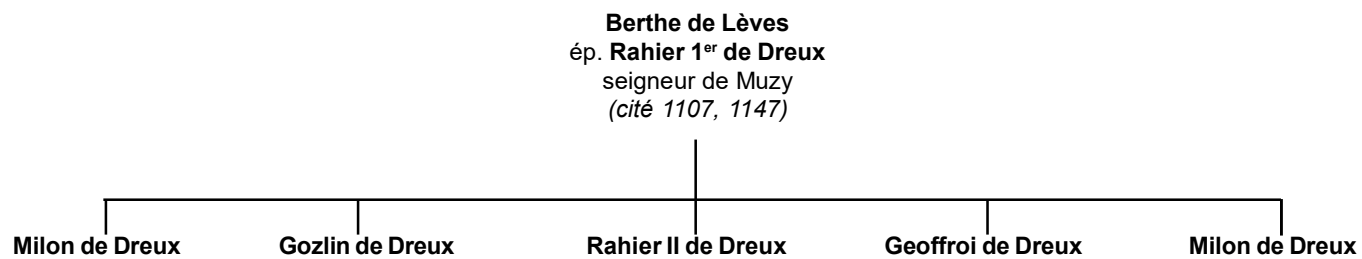 Berthe de Lèves
ép. Rahier 1er de Dreux
seigneur de Muzy
(cité 1107, 1147)
Milon de Dreux Gozlin de Dreux Rahier II de Dreux Geoffroi de Dreux Milon de Dreux